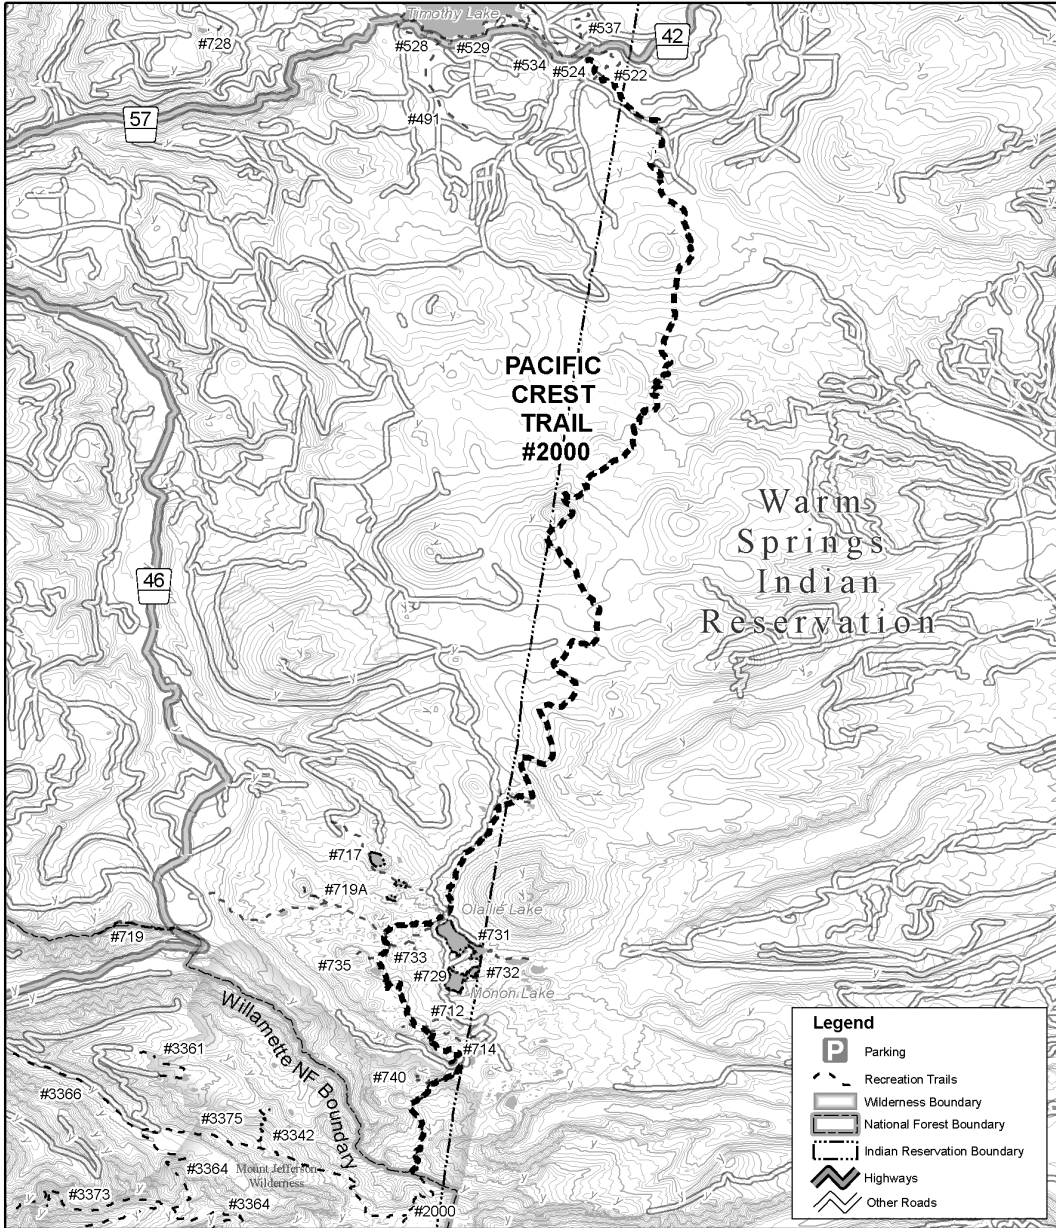 Timothy Lake
#537
#728
#528
#529
42
#534
#524
#522
57
#491
PACIFIC
CREST
TRAIL
#2000
Warm
Springs
Indian
Reservation
46
#717
#719A
Olallie Lake
#719
#731
#733
#735
#729
#732
Monon Lake
#712
Willamette NF Boundary
#714
#3361
#740
#3366
#3375
#3342
#3364
Mount Jefferson
Wilderness
#3373
#3364
#2000
Legend
P Parking
Recreation Trails
Wilderness Boundary
National Forest Boundary
Indian Reservation Boundary
Highways
Other Roads